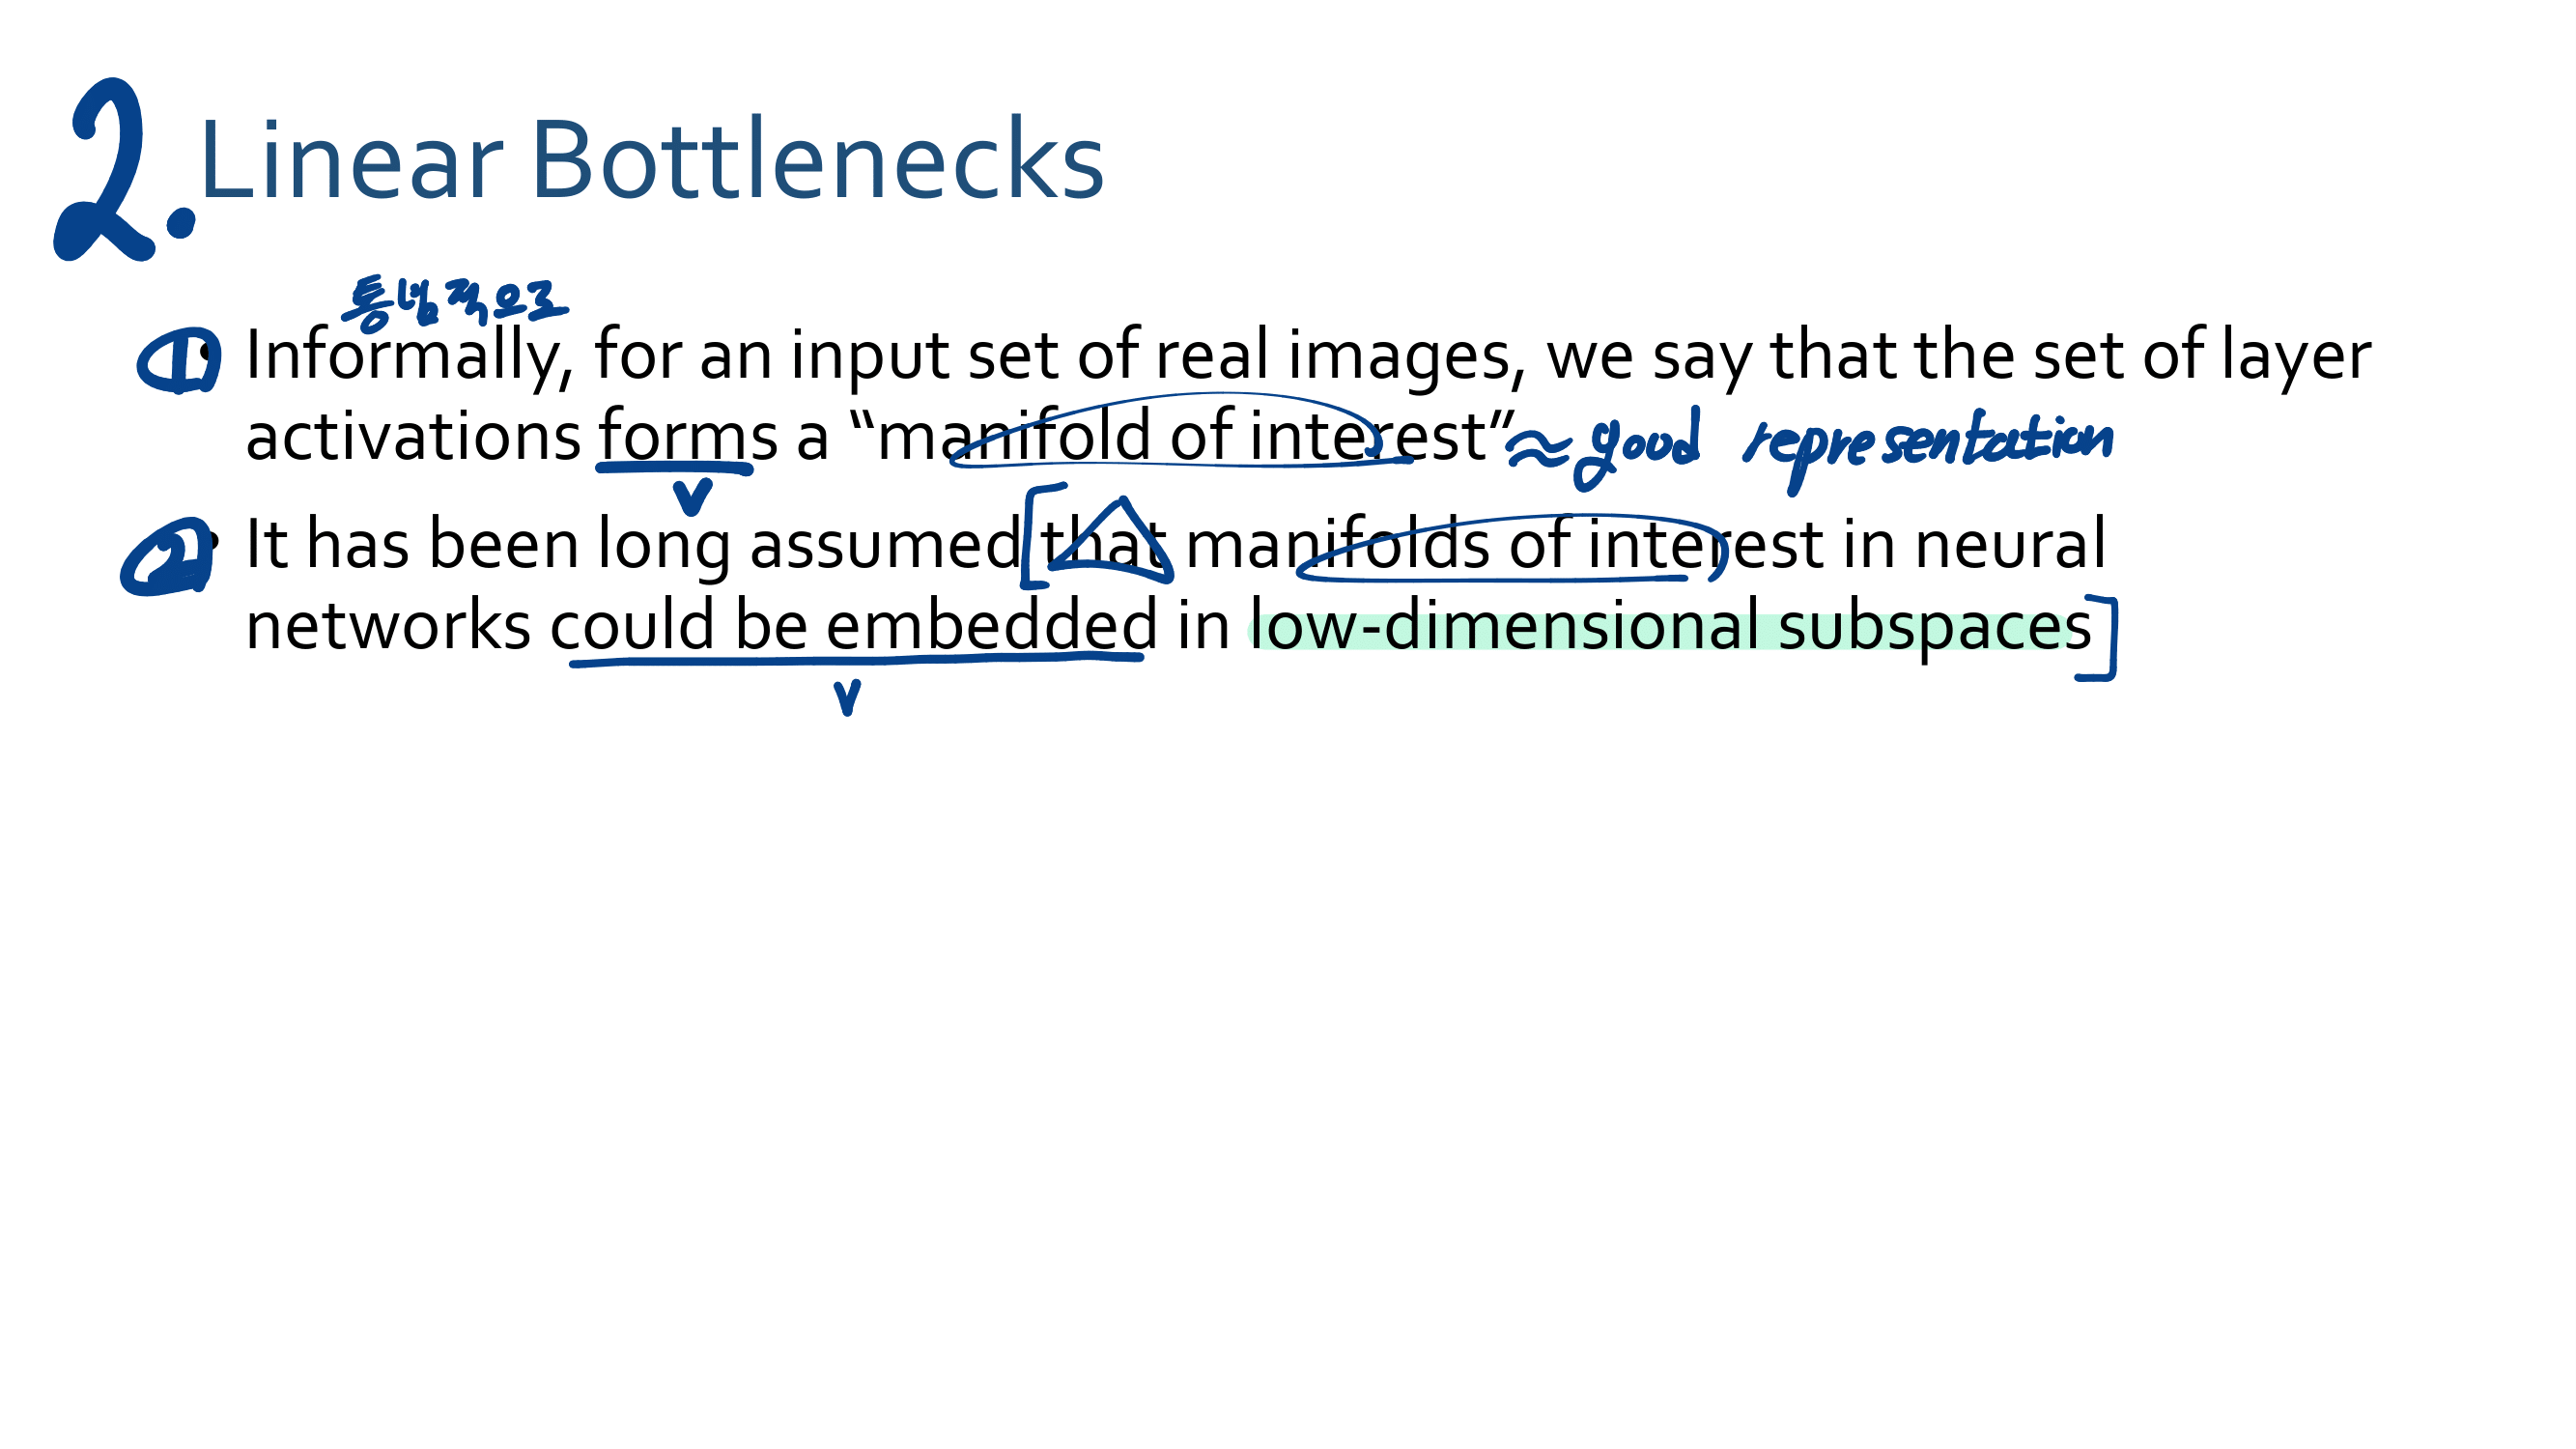 2. Linear Bottlenecks
통념적으로
① • Informally, for an input set of real images, we say that the set of layer
activations forms a “manifold of interest” ≈ good representation
② • It has been long assumed [that manifolds of interest in neural
networks could be embedded in low-dimensional subspaces]